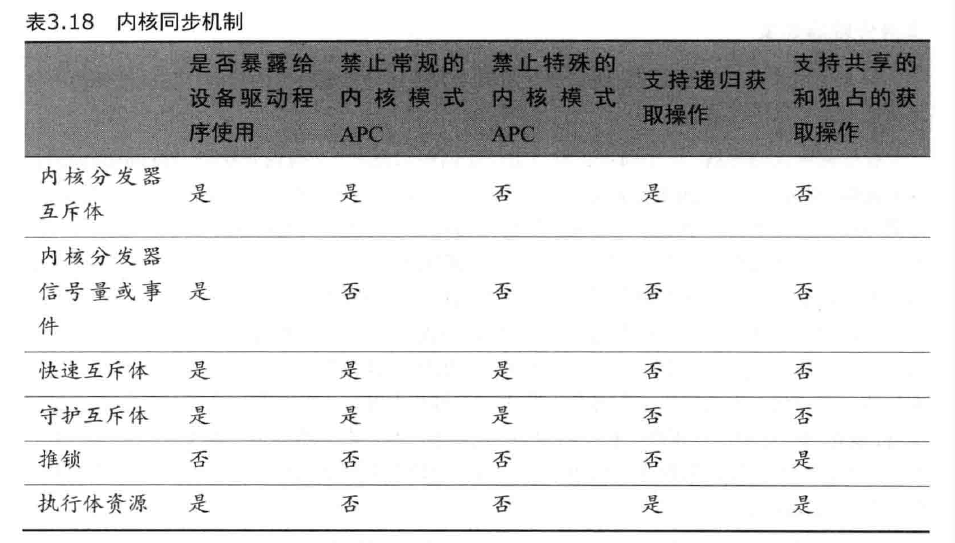 表3.18 内核同步机制
是否暴露给设备驱动程序使用 禁止常规的内核模式APC 禁止特殊的内核模式APC 支持递归获取操作 支持共享的和独占的获取操作
内核分发器互斥体 是 是 否 是 否
内核分发器信号量或事件 是 否 否 否 否
快速互斥体 是 是 是 否 否
守护互斥体 是 是 是 否 否
推锁 否 否 否 否 是
执行体资源 是 否 否 是 是